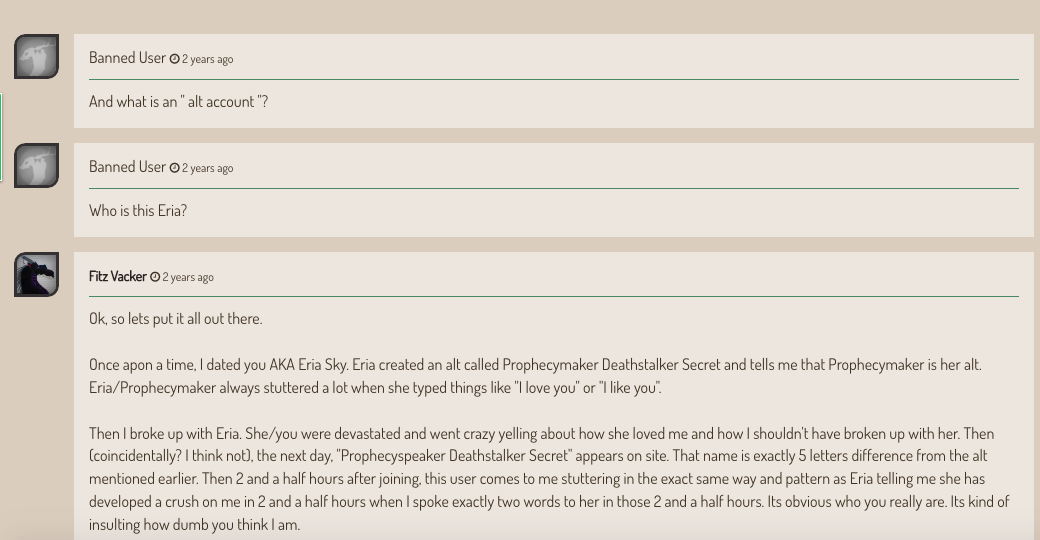 Banned User 2 years ago
And what is an " alt account "?
Banned User 2 years ago
Who is this Eria?
Fitz Vacker 2 years ago
Ok, so lets put it all out there.
Once apon a time, I dated you AKA Eria Sky. Eria created an alt called Prophecymaker Deathstalker Secret and tells me that Prophecymaker is her alt.
Eria/Prophecymaker always stuttered a lot when she typed things like "I love you" or "I like you".
Then I broke up with Eria. She/you were devastated and went crazy yelling about how she loved me and how I shouldn't have broken up with her. Then
(coincidentally? I think not), the next day, "Prophecyspeaker Deathstalker Secret" appears on site. That name is exactly 5 letters difference from the alt
mentioned earlier. Then 2 and a half hours after joining, this user comes to me stuttering in the exact same way and pattern as Eria telling me she has
developed a crush on me in 2 and a half hours when I spoke exactly two words to her in those 2 and a half hours. Its obvious who you really are. Its kind of
insulting how dumb you think I am.